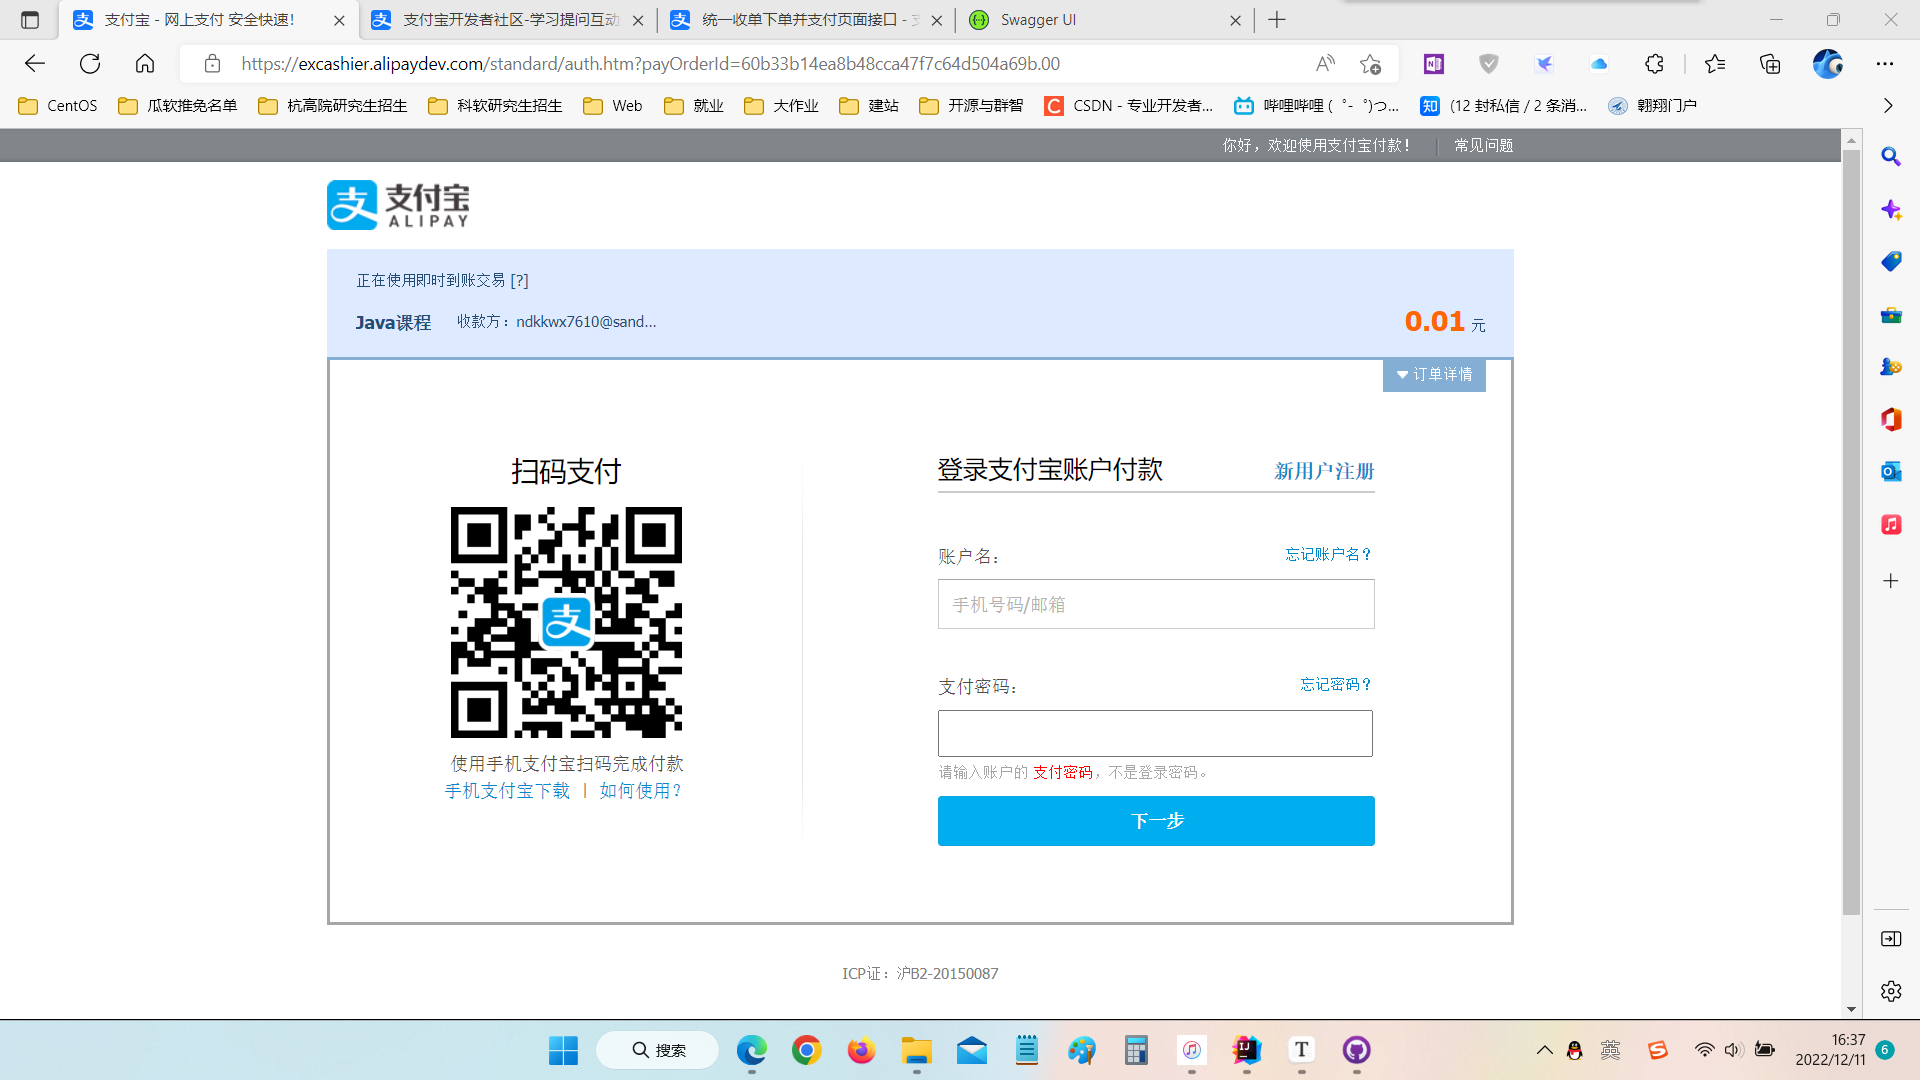 支付宝 - 网上支付 安全快速!
支付宝开发者社区-学习提问互动
统一收单下单并支付页面接口 -
Swagger UI
https://excashier.alipaydev.com/standard/auth.htm?payOrderId=60b33b14ea8b48cca47f7c64d504a69b.00
CentOS
瓜软推免名单
杭高院研究生招生
科软研究生招生
Web
就业
大作业
建站
开源与群智
CSDN - 专业开发者...
哔哩哔哩 (゜-゜)つ...
(12 封私信 / 2 条消...
翱翔门户
你好，欢迎使用支付宝付款！
常见问题
支付宝
ALIPAY
正在使用即时到账交易 [?]
Java课程
收款方：ndkkwx7610@sand...
0.01 元
订单详情
扫码支付
使用手机支付宝扫码完成付款
手机支付宝下载 | 如何使用？
登录支付宝账户付款
新用户注册
账户名：
忘记账户名？
手机号码/邮箱
支付密码：
忘记密码？
请输入账户的 支付密码，不是登录密码。
下一步
ICP证：沪B2-20150087
搜索
英
16:37
2022/12/11
6